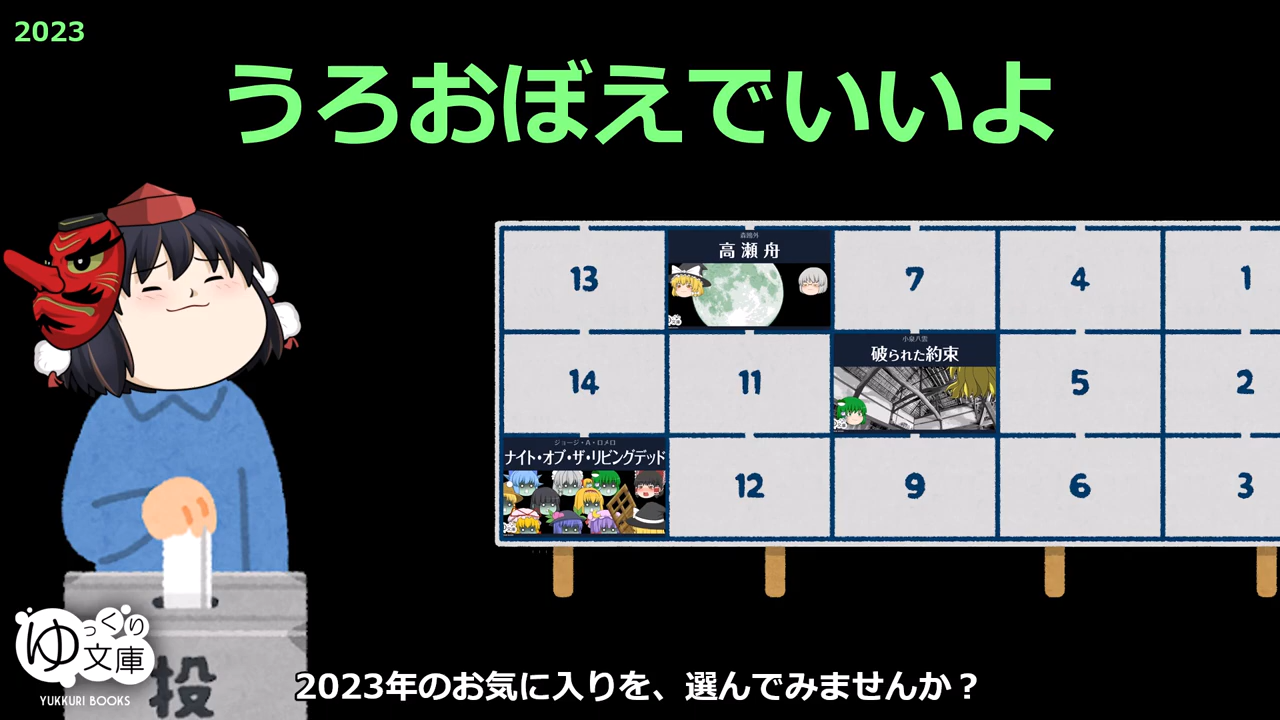 2023
うろおぼえでいいよ
13
森鴎外
高瀬舟
7
4
1
14
11
小泉八雲
破られた約束
5
2
ジョージ・A・ロメロ
ナイト・オブ・ザ・リビングデッド
12
9
6
3
投
ゆっくり
文庫
YUKKURI BOOKS
2023年のお気に入りを、選んでみませんか？